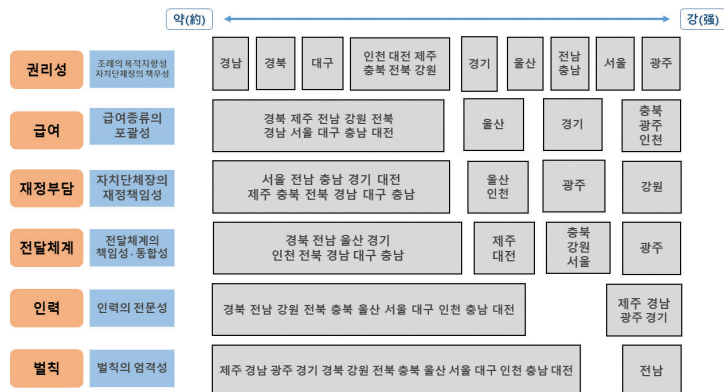 약(約)
강(强)
권리성
조례의 목적지향성
자치단체장의 책무성
경남
경북
대구
인천 대전 제주
충북 전북 강원
경기
울산
전남
충남
서울
광주
급여
급여종류의
포괄성
경북 제주 전남 강원 전북
경남 서울 대구 충남 대전
울산
경기
충북
광주
인천
재정부담
자치단체장의
재정책임성
서울 전남 충남 경기 대전
제주 충북 전북 경남 대구 충남
울산
인천
광주
강원
전달체계
전달체계의
책임성·통합성
경북 전남 울산 경기
인천 전북 경남 대구 충남
제주
대전
충북
강원
서울
광주
인력
인력의 전문성
경북 전남 강원 전북 충북 울산 서울 대구 인천 충남 대전
제주 경남
광주 경기
벌칙
벌칙의 엄격성
제주 경남 광주 경기 경북 강원 전북 충북 울산 서울 대구 인천 충남 대전
전남